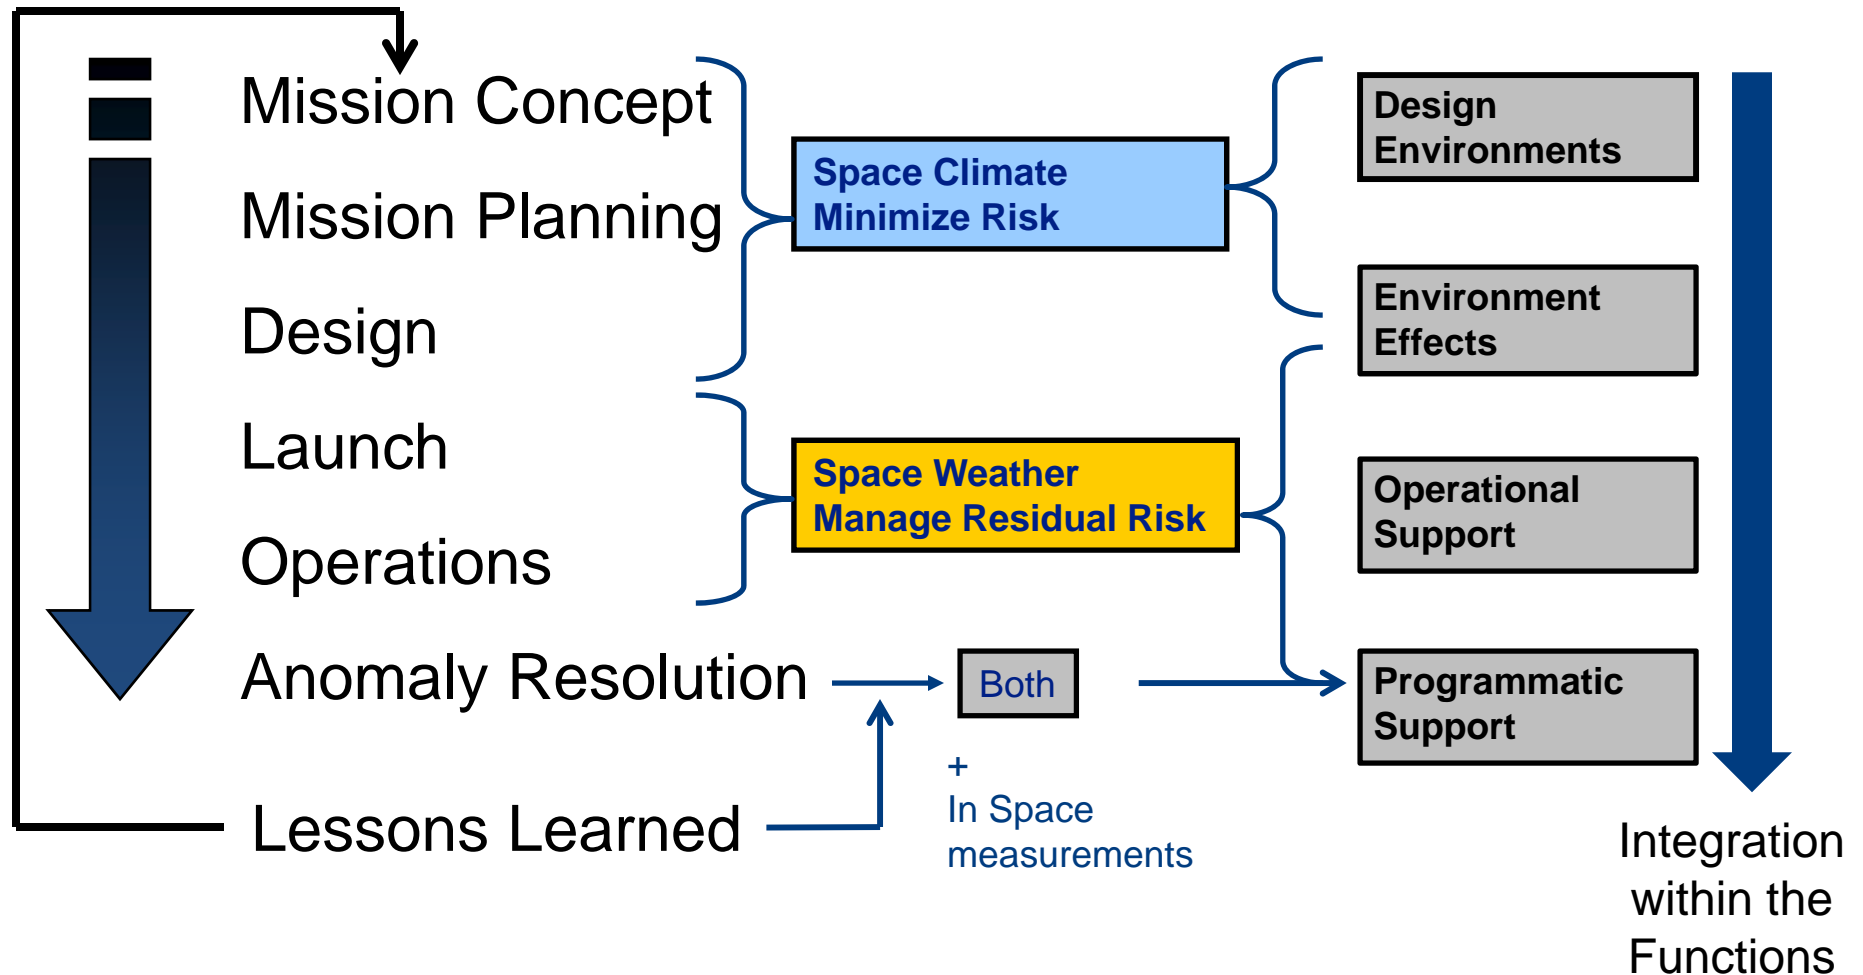 Mission Concept
Mission Planning
Design
Launch
Operations
Anomaly Resolution
Lessons Learned
Space Climate
Minimize Risk
Space Weather
Manage Residual Risk
Both
+
In Space
measurements
Design
Environments
Environment
Effects
Operational
Support
Programmatic
Support
Integration
within the
Functions